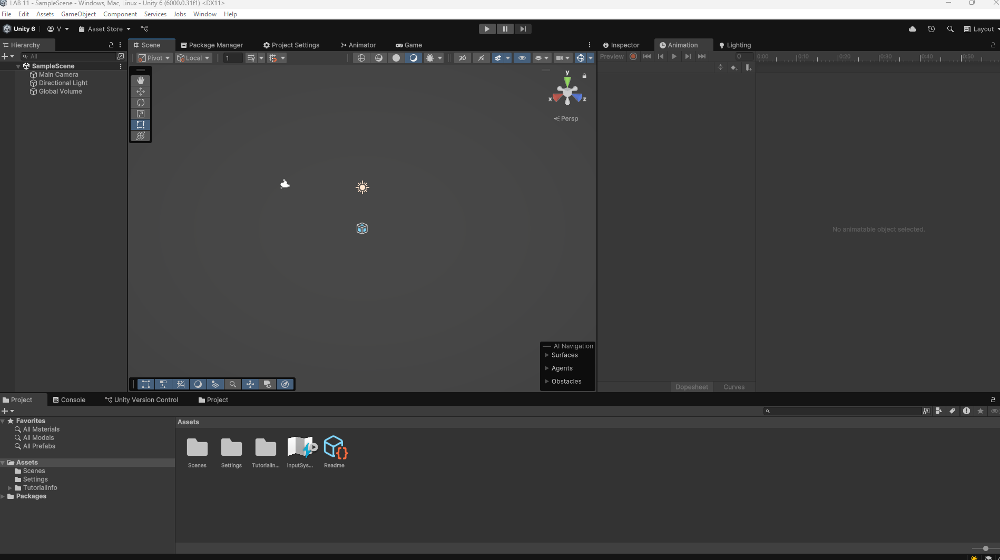 LAB 11 - SampleScene - Windows, Mac, Linux - Unity 6 (6000.0.31f1) <DX11>
File Edit Assets GameObject Component Services Jobs Window Help
Unity 6 V Asset Store Layout
Hierarchy Scene Package Manager Project Settings Animator Game Inspector Animation Lighting
All Pivot Local 1 2D Preview 0 0:00 0:10 0:20 0:30 0:40 0:50
SampleScene
Main Camera
Directional Light
Global Volume
y
x z
Persp
No animatable object selected.
AI Navigation
Surfaces
Agents
Obstacles
Dopesheet Curves
Project Console Unity Version Control Project
Favorites
All Materials
All Models
All Prefabs
Assets
Scenes
Settings
TutorialInfo
Packages
Assets
Scenes Settings TutorialIn... InputSys... Readme